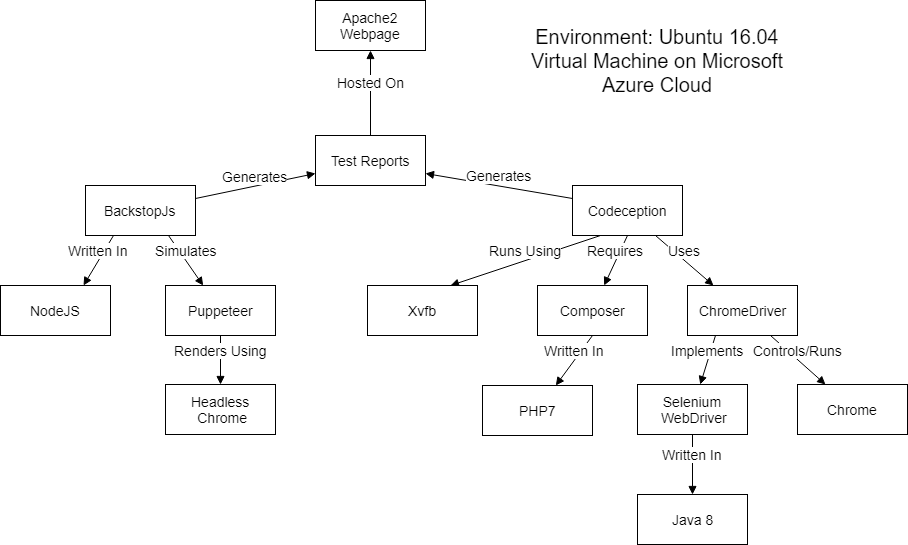 Apache2
Webpage
Environment: Ubuntu 16.04
Virtual Machine on Microsoft
Azure Cloud
Hosted On
Test Reports
Generates
Generates
BackstopJs
Codeception
Written In
Simulates
Runs Using
Requires
Uses
NodeJS
Puppeteer
Xvfb
Composer
ChromeDriver
Renders Using
Written In
Implements
Controls/Runs
Headless
Chrome
PHP7
Selenium
WebDriver
Chrome
Written In
Java 8